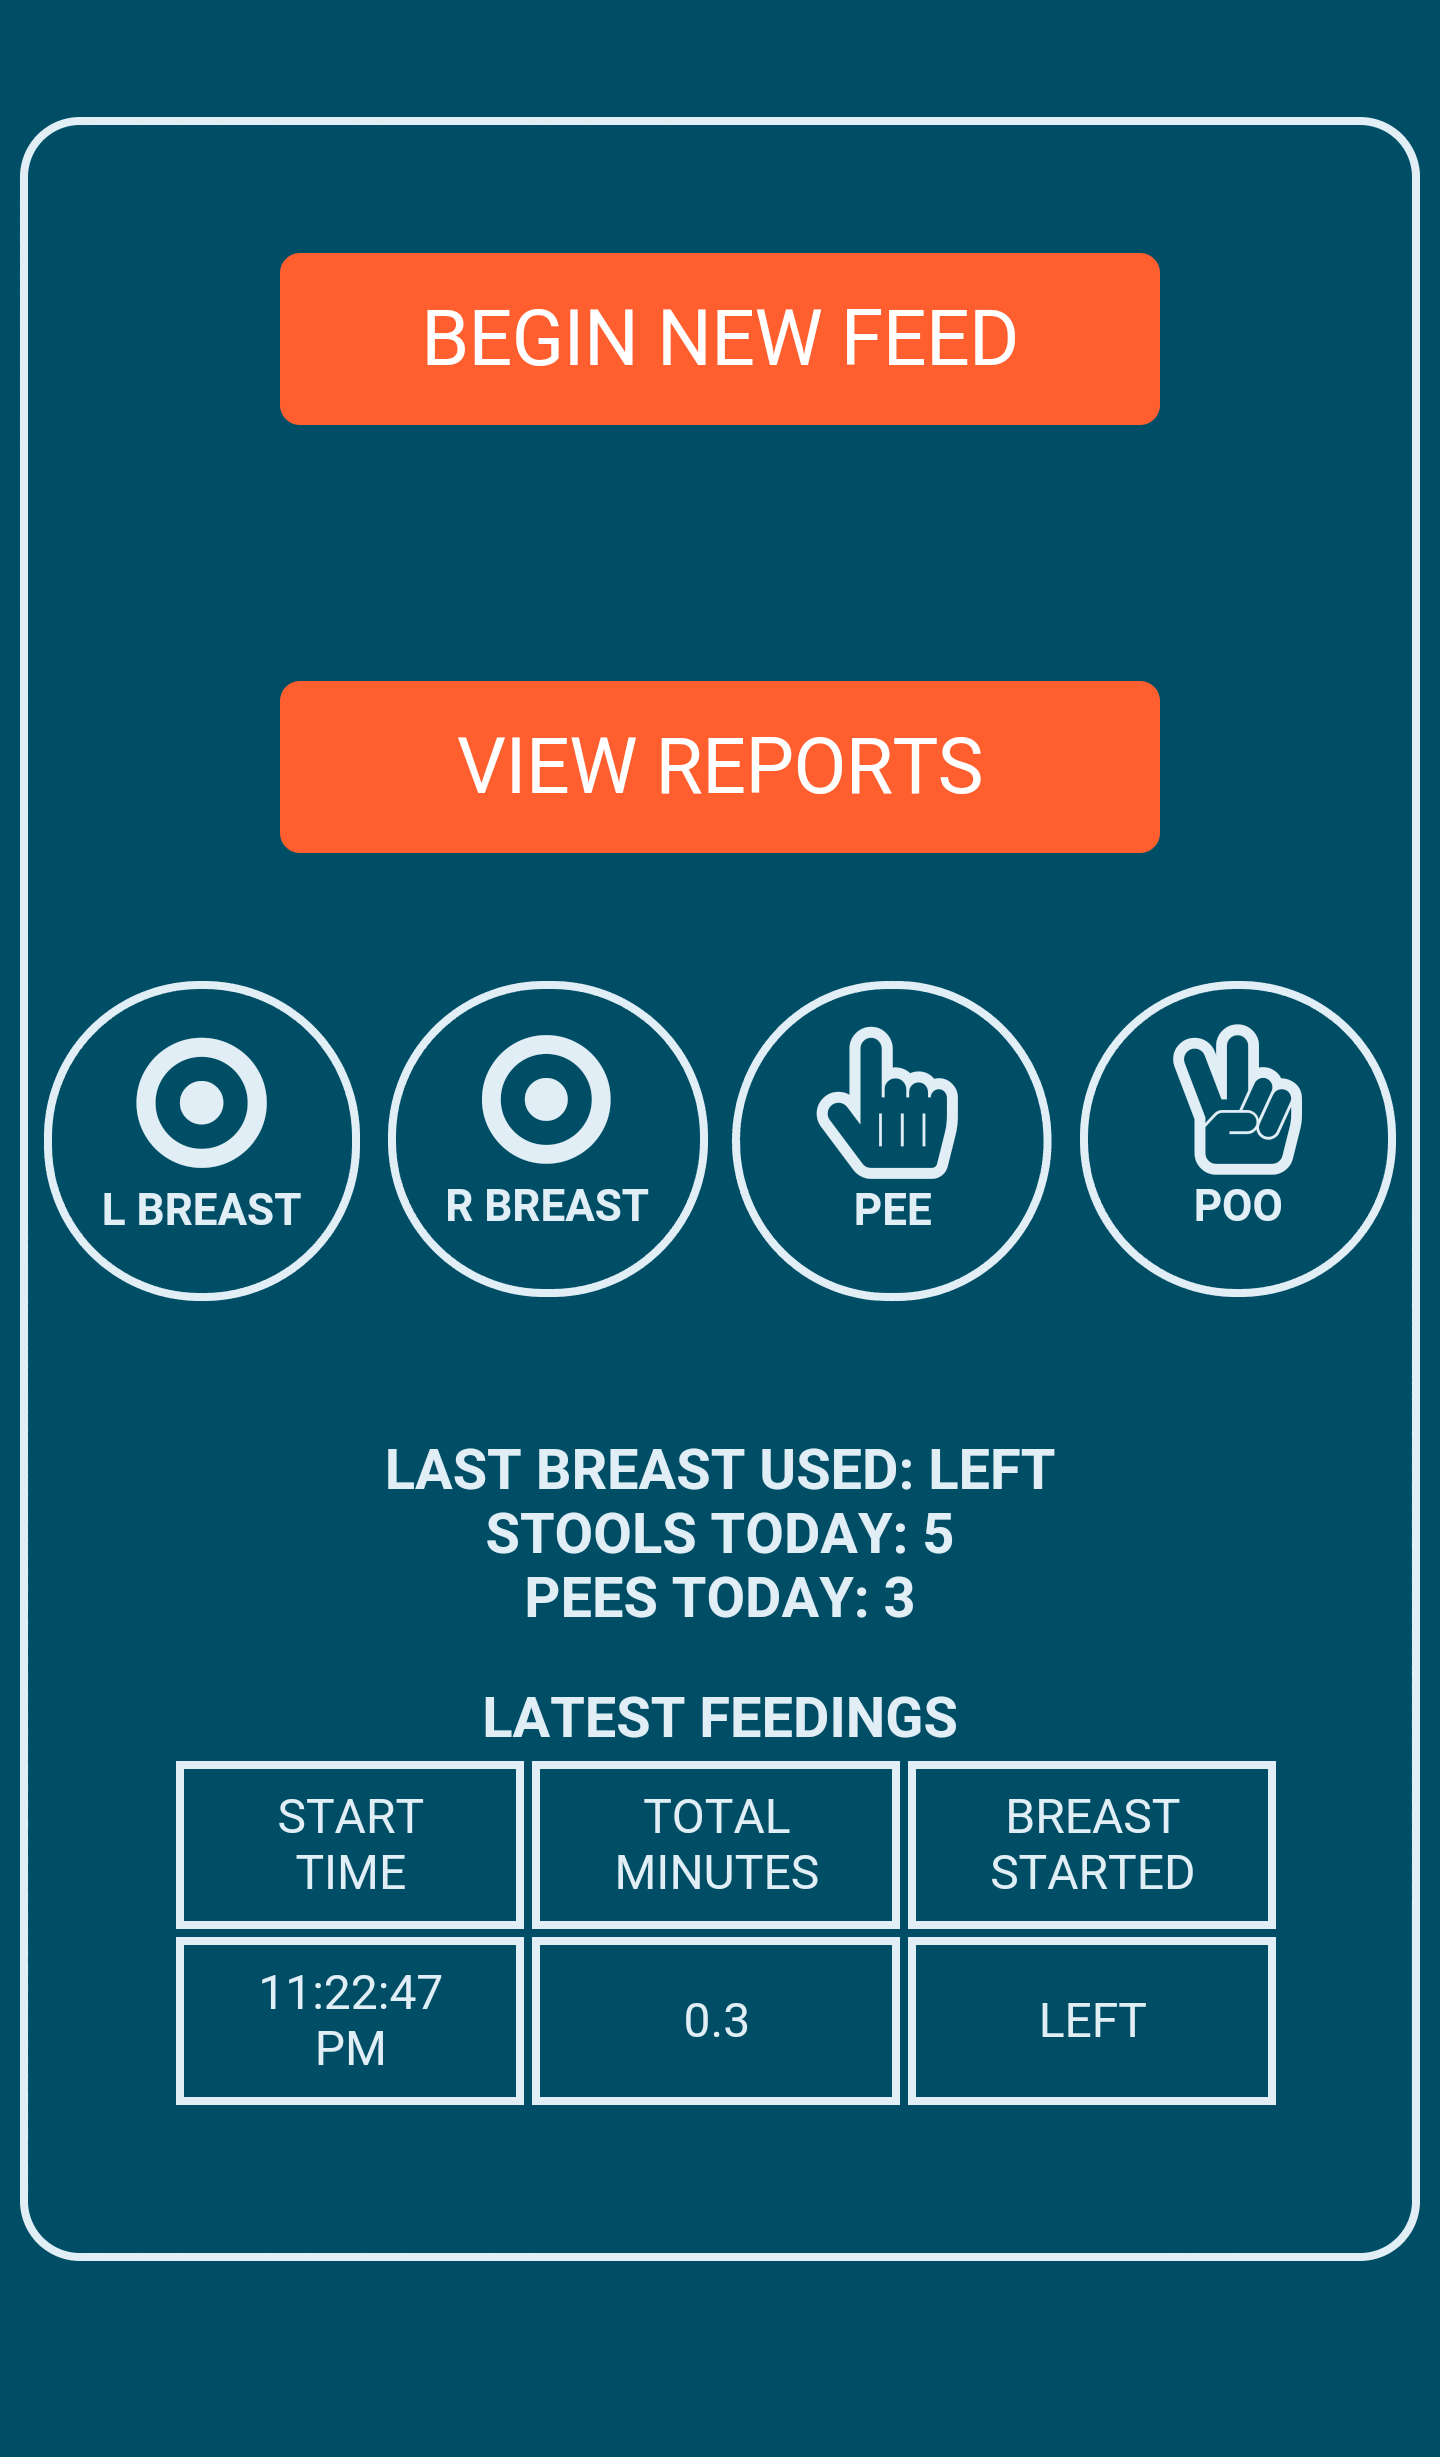 BEGIN NEW FEED
VIEW REPORTS
L BREAST
R BREAST
PEE
POO
LAST BREAST USED: LEFT
STOOLS TODAY: 5
PEES TODAY: 3
LATEST FEEDINGS
START
TIME
TOTAL
MINUTES
BREAST
STARTED
11:22:47
PM
0.3
LEFT